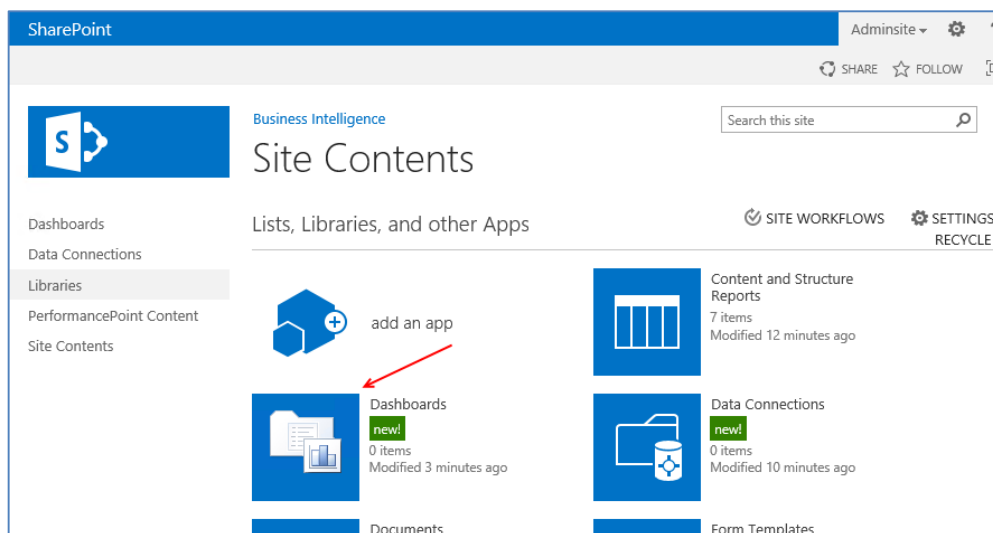 SharePoint
Adminsite
SHARE FOLLOW
S
Business Intelligence
Search this site
Site Contents
Dashboards
Data Connections
Libraries
PerformancePoint Content
Site Contents
Lists, Libraries, and other Apps
SITE WORKFLOWS
SETTINGS
RECYCLE
add an app
Content and Structure
Reports
7 items
Modified 12 minutes ago
Dashboards
new!
0 items
Modified 3 minutes ago
Data Connections
new!
0 items
Modified 10 minutes ago
Documents
Form Templates